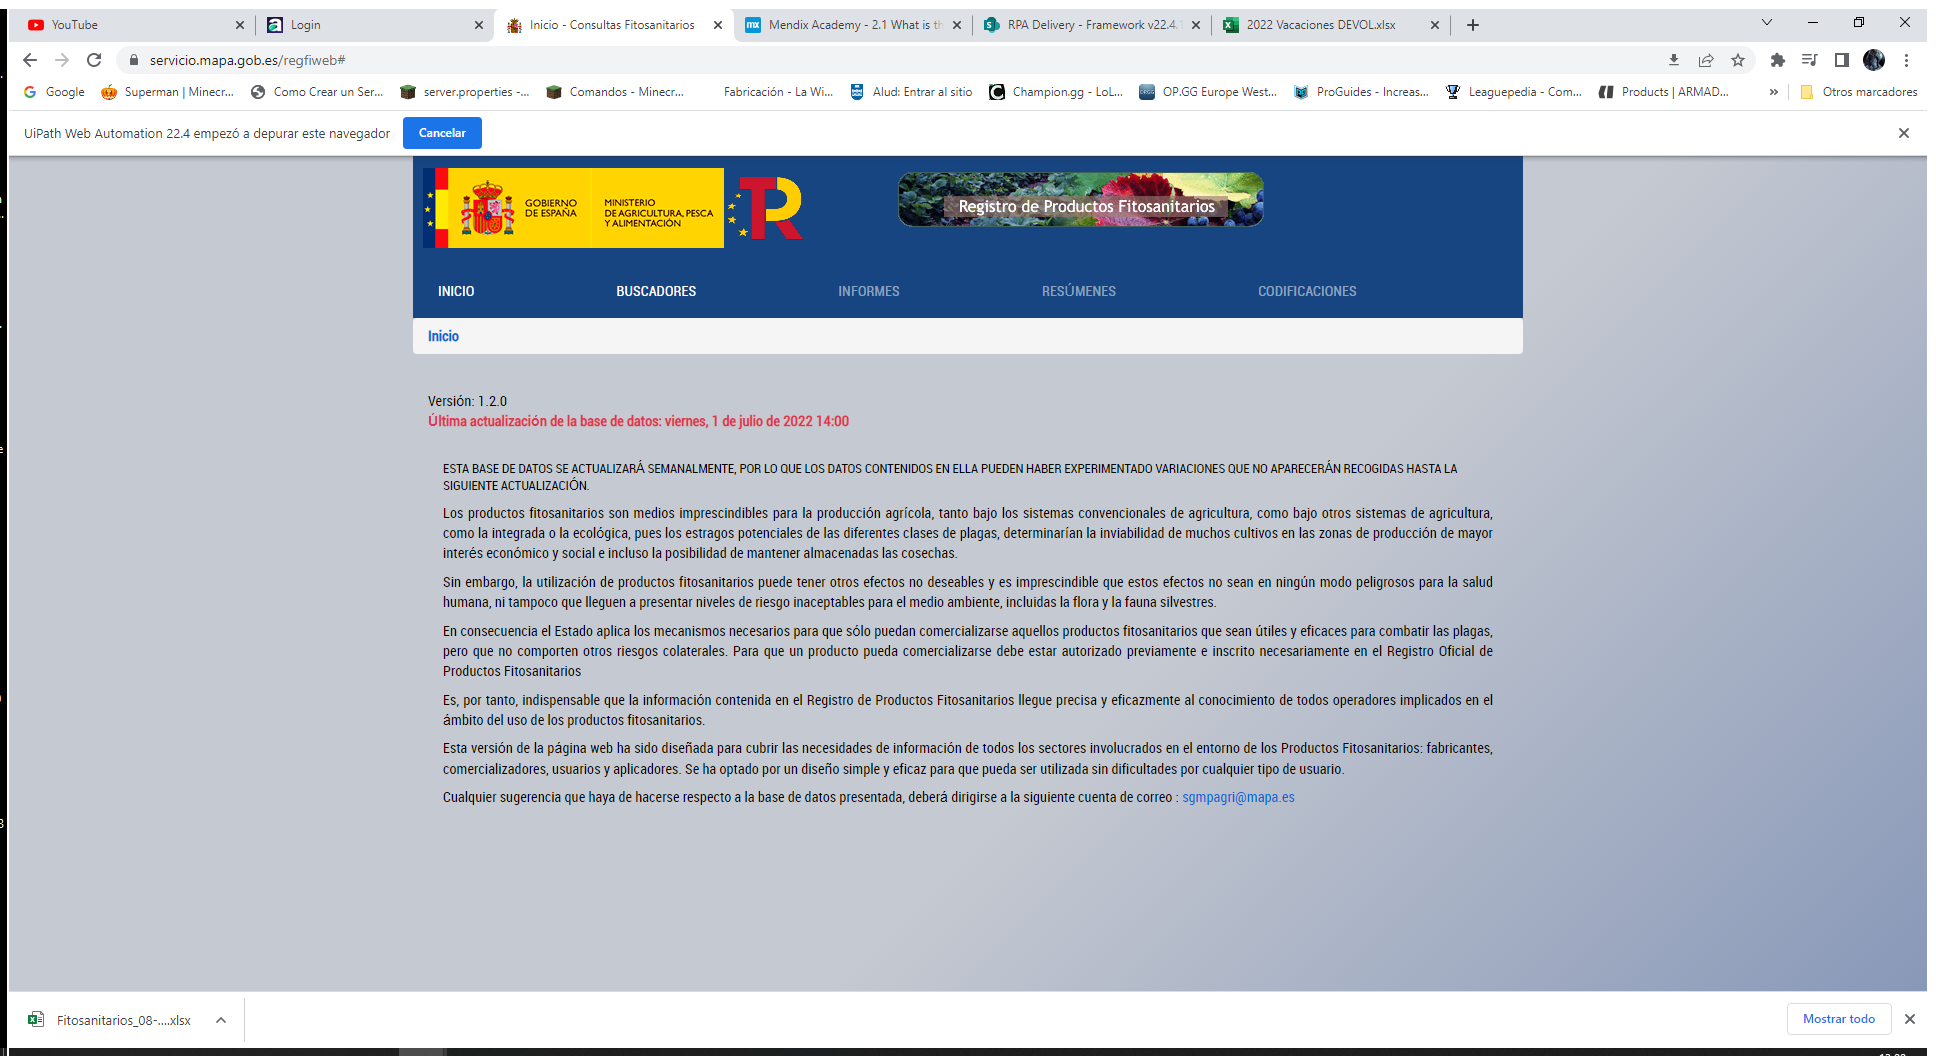 YouTube
Login
Inicio - Consultas Fitosanitarios
Mendix Academy - 2.1 What is th
RPA Delivery - Framework v22.4.
2022 Vacaciones DEVOL.xlsx
servicio.mapa.gob.es/regfiweb#
Google
Superman | Minecr...
Como Crear un Ser...
server.properties -...
Comandos - Minecr...
Fabricación - La Wi...
Alud: Entrar al sitio
Champion.gg - LoL...
OP.GG Europe West...
ProGuides - Increas...
Leaguepedia - Com...
Products | ARMAD...
»
Otros marcadores
UiPath Web Automation 22.4 empezó a depurar este navegador
Cancelar
GOBIERNO
DE ESPAÑA
MINISTERIO
DE AGRICULTURA, PESCA
Y ALIMENTACIÓN
TR
Registro de Productos Fitosanitarios
INICIO
BUSCADORES
INFORMES
RESÚMENES
CODIFICACIONES
Inicio
Versión: 1.2.0
Última actualización de la base de datos: viernes, 1 de julio de 2022 14:00
ESTA BASE DE DATOS SE ACTUALIZARÁ SEMANALMENTE, POR LO QUE LOS DATOS CONTENIDOS EN ELLA PUEDEN HABER EXPERIMENTADO VARIACIONES QUE NO APARECERÁN RECOGIDAS HASTA LA
SIGUIENTE ACTUALIZACIÓN.
Los productos fitosanitarios son medios imprescindibles para la producción agrícola, tanto bajo los sistemas convencionales de agricultura, como bajo otros sistemas de agricultura,
como la integrada o la ecológica, pues los estragos potenciales de las diferentes clases de plagas, determinarían la inviabilidad de muchos cultivos en las zonas de producción de mayor
interés económico y social e incluso la posibilidad de mantener almacenadas las cosechas.
Sin embargo, la utilización de productos fitosanitarios puede tener otros efectos no deseables y es imprescindible que estos efectos no sean en ningún modo peligrosos para la salud
humana, ni tampoco que lleguen a presentar niveles de riesgo inaceptables para el medio ambiente, incluidas la flora y la fauna silvestres.
En consecuencia el Estado aplica los mecanismos necesarios para que sólo puedan comercializarse aquellos productos fitosanitarios que sean útiles y eficaces para combatir las plagas,
pero que no comporten otros riesgos colaterales. Para que un producto pueda comercializarse debe estar autorizado previamente e inscrito necesariamente en el Registro Oficial de
Productos Fitosanitarios
Es, por tanto, indispensable que la información contenida en el Registro de Productos Fitosanitarios llegue precisa y eficazmente al conocimiento de todos operadores implicados en el
ámbito del uso de los productos fitosanitarios.
Esta versión de la página web ha sido diseñada para cubrir las necesidades de información de todos los sectores involucrados en el entorno de los Productos Fitosanitarios: fabricantes,
comercializadores, usuarios y aplicadores. Se ha optado por un diseño simple y eficaz para que pueda ser utilizada sin dificultades por cualquier tipo de usuario.
Cualquier sugerencia que haya de hacerse respecto a la base de datos presentada, deberá dirigirse a la siguiente cuenta de correo : sgmpagri@mapa.es
Fitosanitarios_08-....xlsx
Mostrar todo